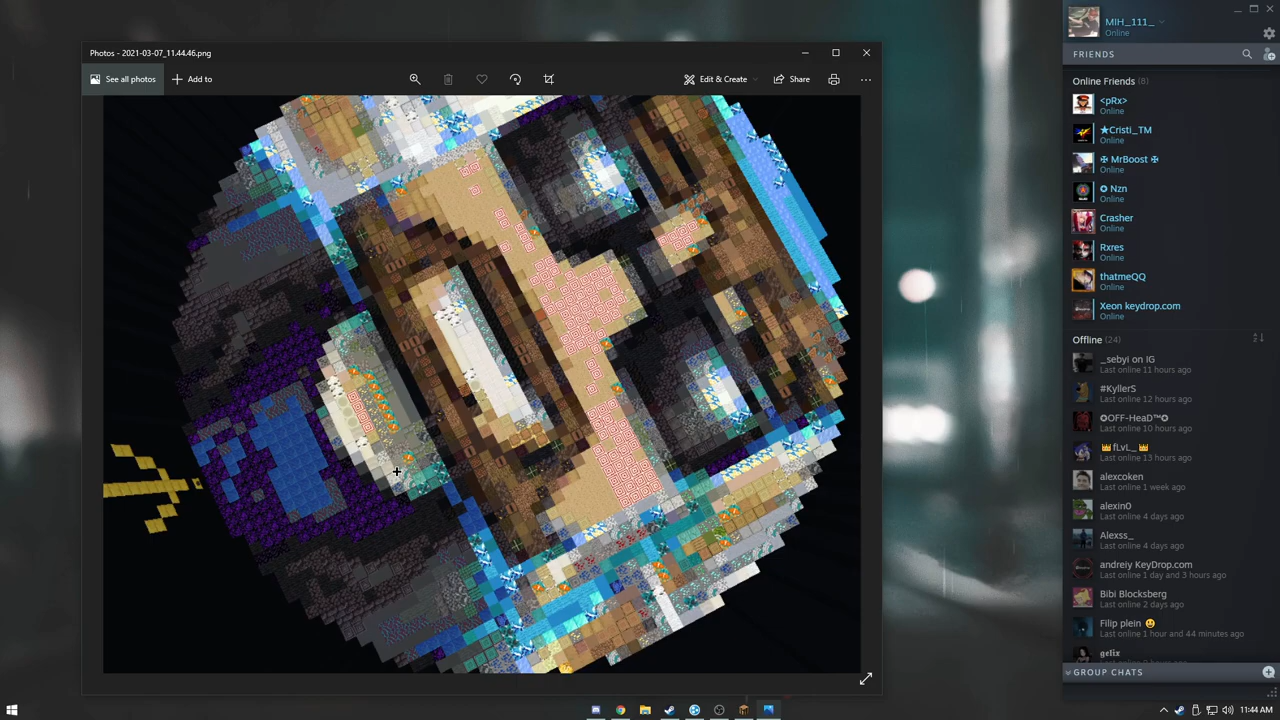 MIH_111_
Online
FRIENDS
Photos - 2021-03-07_11.44.46.png
See all photos
Add to
Edit & Create
Share
Online Friends (8)
<pRx>
Online
★Cristi_TM
Online
✠ MrBoost ✠
Online
✪ Nzn
Online
Crasher
Online
Rxres
Online
thatmeQQ
Online
Xeon keydrop.com
Online
Offline (24)
_sebyi on IG
Last online 11 hours ago
#KyllerS
Last online 12 hours ago
✪OFF-HeaD™✪
Last online 10 hours ago
👑fLvL_👑
Last online 13 hours ago
alexcoken
Last online 1 week ago
alexin0
Last online 4 days ago
Alexss_
Last online 4 days ago
andreiy KeyDrop.com
Last online 1 day and 3 hours ago
Bibi Blocksberg
Last online 2 days ago
Filip plein 😃
Last online 1 hour and 44 minutes ago
𝖌𝖊𝖑𝖎𝖝
GROUP CHATS
11:44 AM